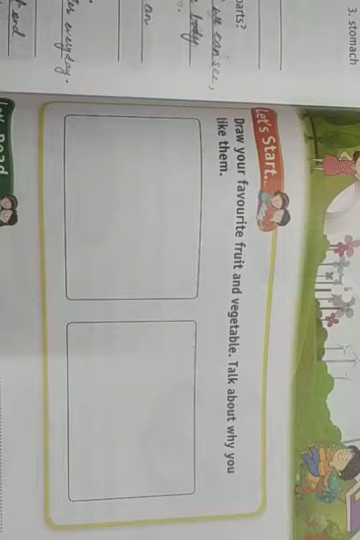 3. stomach
parts?
we can see,
body
an
everyday.
Let's Start...
Draw your favourite fruit and vegetable. Talk about why you
like them.